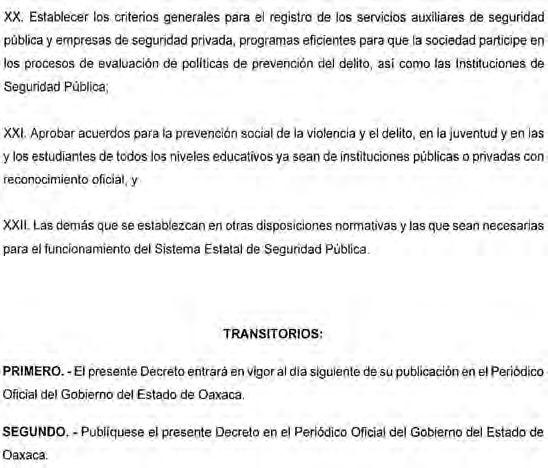 XX. Establecer los criterios generales para el registro de los servicios auxiliares de seguridad
pública y empresas de seguridad privada, programas eficientes para que la sociedad participe en
los procesos de evaluación de políticas de prevención del delito, así como las Instituciones de
Seguridad Pública;
XXI. Aprobar acuerdos para la prevención social de la violencia y el delito, en la juventud y en las
y los estudiantes de todos los niveles educativos ya sean de instituciones públicas o privadas con
reconocimiento oficial, y
XXII. Las demás que se establezcan en otras disposiciones normativas y las que sean necesarias
para el funcionamiento del Sistema Estatal de Seguridad Pública.
TRANSITORIOS:
PRIMERO. - El presente Decreto entrará en vigor al día siguiente de su publicación en el Periódico
Oficial del Gobierno del Estado de Oaxaca.
SEGUNDO. - Publíquese el presente Decreto en el Periódico Oficial del Gobierno del Estado de
Oaxaca.